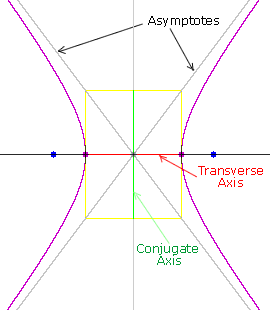 Asymptotes
Transverse
Axis
Conjugate
Axis